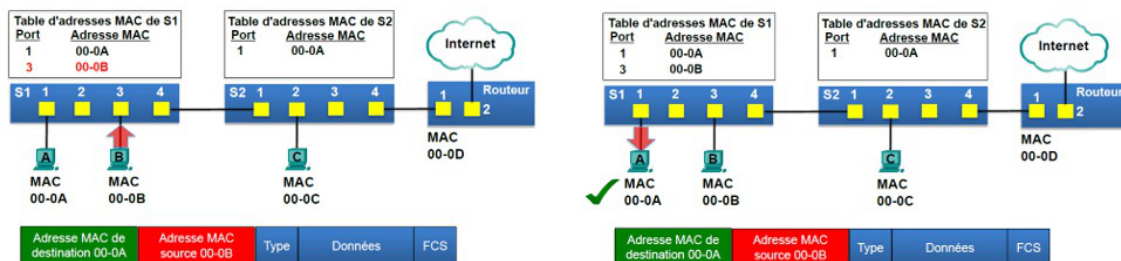 Table d'adresses MAC de S1
Port Adresse MAC
1 00-0A
3 00-0B
Table d'adresses MAC de S2
Port Adresse MAC
1 00-0A
Internet
S1 1 2 3 4
S2 1 2 3 4
Routeur
1 2
A
B
C
MAC
00-0A
MAC
00-0B
MAC
00-0C
MAC
00-0D
Adresse MAC de
destination 00-0A
Adresse MAC
source 00-0B
Type
Données
FCS
Table d'adresses MAC de S1
Port Adresse MAC
1 00-0A
3 00-0B
Table d'adresses MAC de S2
Port Adresse MAC
1 00-0A
Internet
S1 1 2 3 4
S2 1 2 3 4
Routeur
1 2
A
B
C
MAC
00-0A
MAC
00-0B
MAC
00-0C
MAC
00-0D
Adresse MAC de
destination 00-0A
Adresse MAC
source 00-0B
Type
Données
FCS